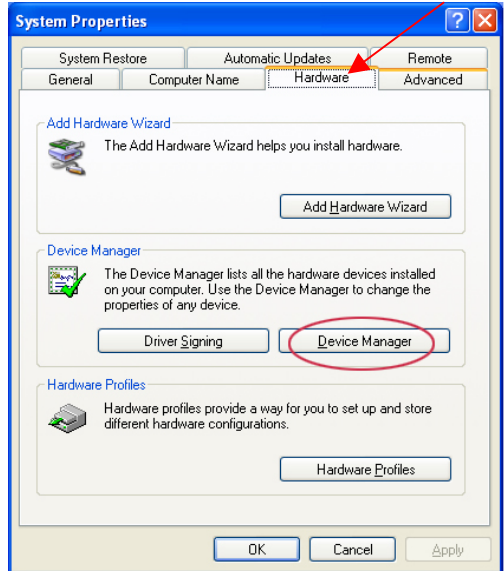 System Properties
System Restore Automatic Updates Remote
General Computer Name Hardware Advanced
Add Hardware Wizard
The Add Hardware Wizard helps you install hardware.
Add Hardware Wizard
Device Manager
The Device Manager lists all the hardware devices installed
on your computer. Use the Device Manager to change the
properties of any device.
Driver Signing Device Manager
Hardware Profiles
Hardware profiles provide a way for you to set up and store
different hardware configurations.
Hardware Profiles
OK Cancel Apply